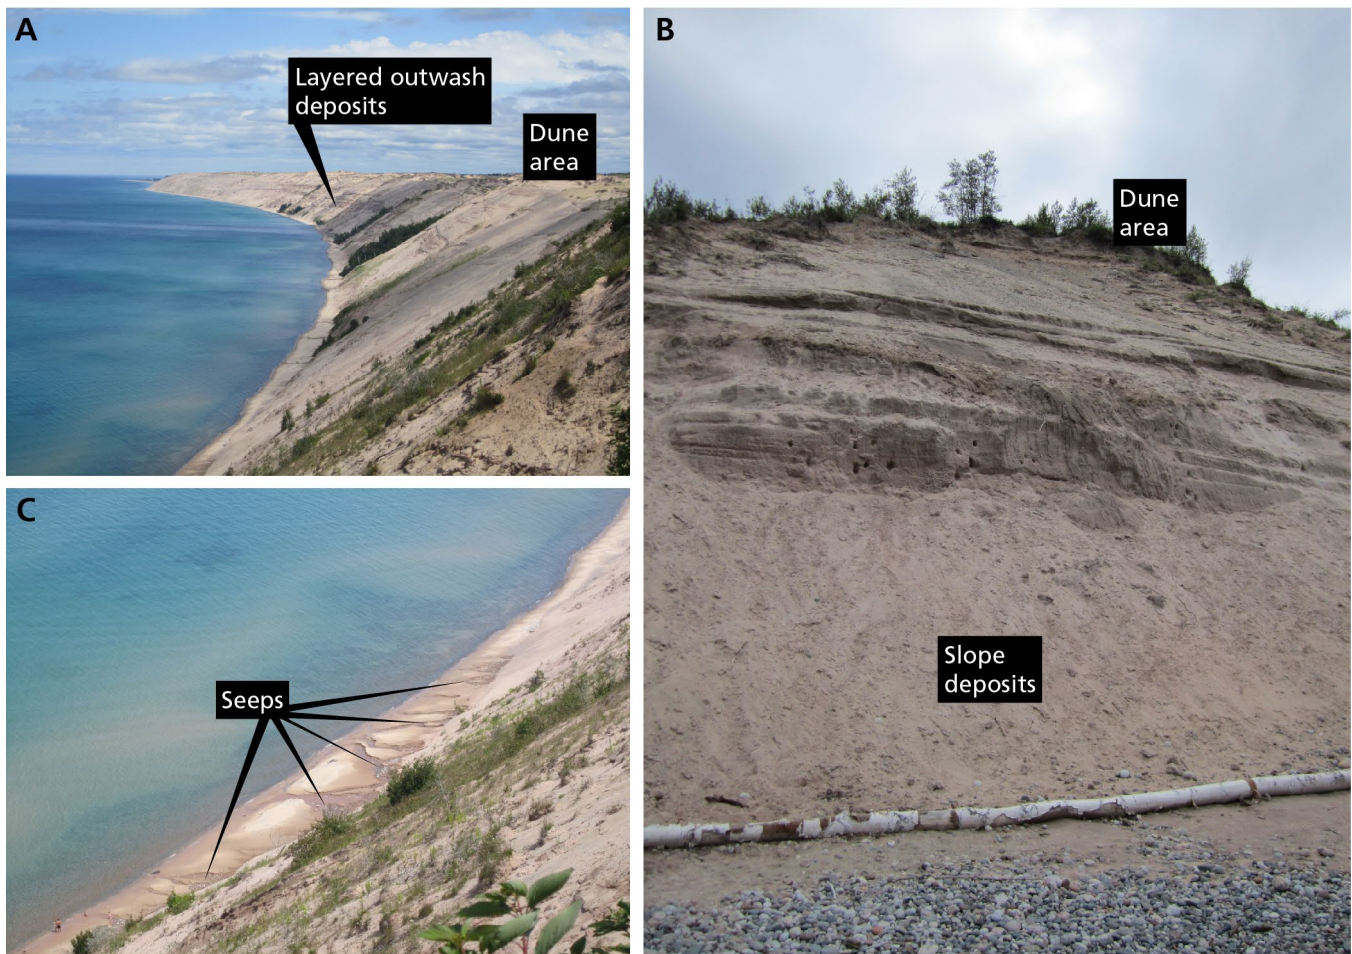 A
Layered outwash
deposits
Dune
area
B
Dune
area
Slope
deposits
C
Seeps